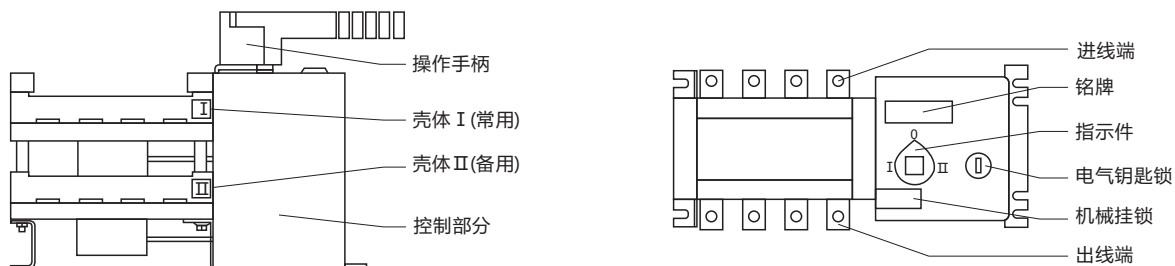 操作手柄
Ⅰ
壳体Ⅰ(常用)
壳体Ⅱ(备用)
Ⅱ
控制部分
进线端
铭牌
指示件
0
Ⅰ
Ⅱ
电气钥匙锁
机械挂锁
出线端